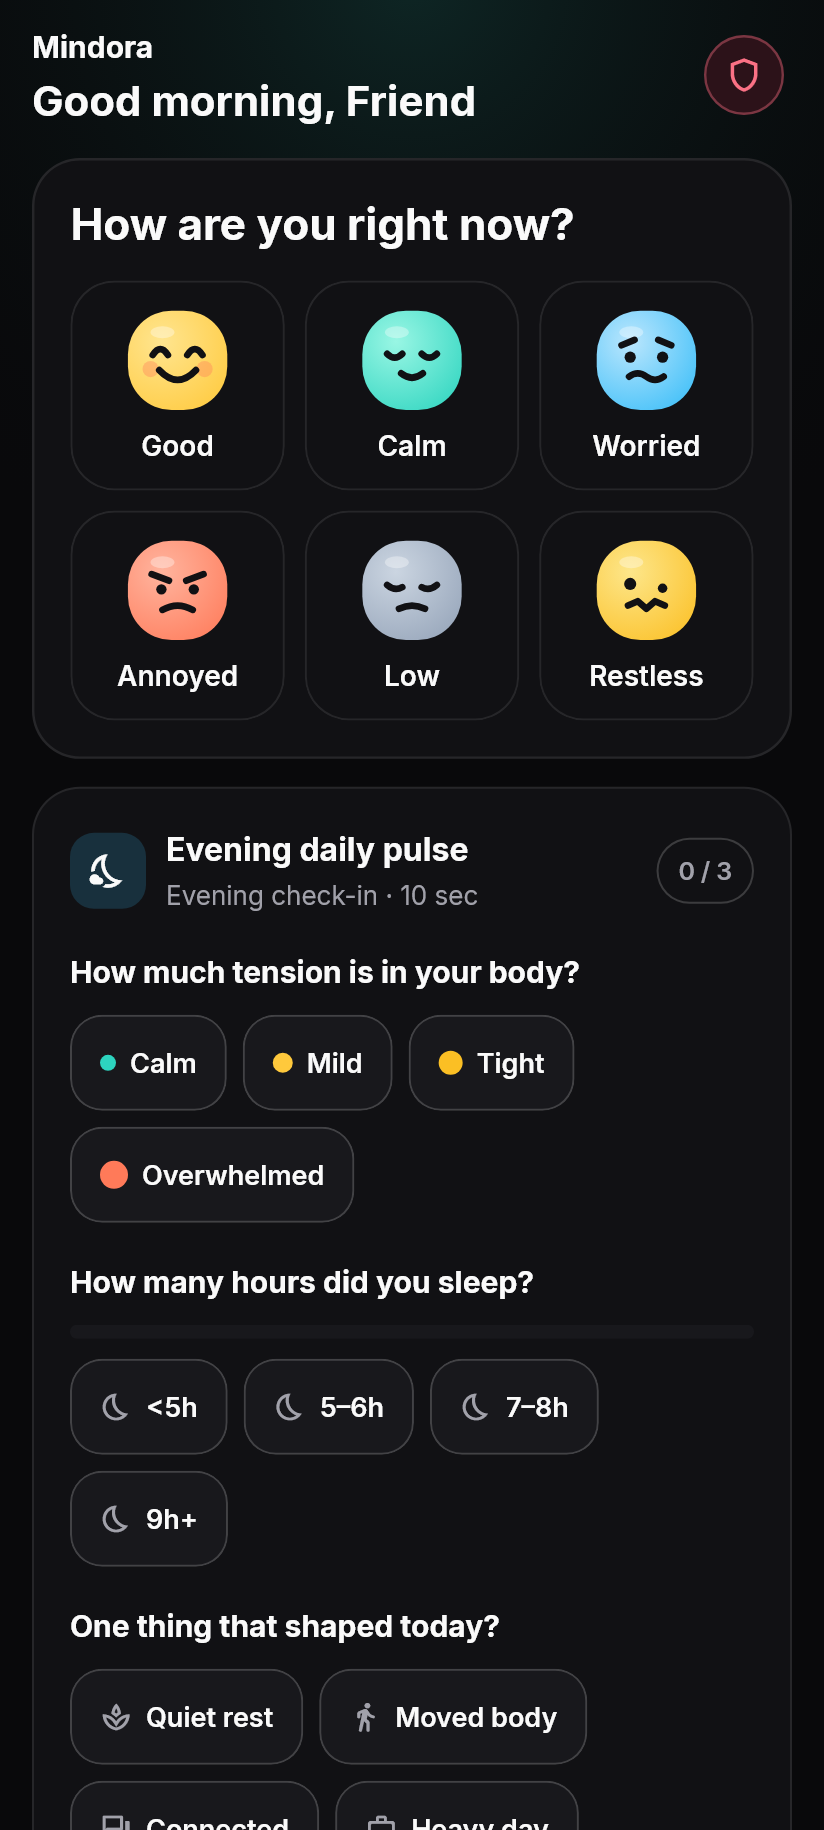 Mindora
Good morning, Friend
How are you right now?
Good Calm Worried
Annoyed Low Restless
Evening daily pulse
Evening check-in · 10 sec
0 / 3
How much tension is in your body?
Calm Mild Tight
Overwhelmed
How many hours did you sleep?
<5h 5–6h 7–8h
9h+
One thing that shaped today?
Quiet rest Moved body
Connected Heavy day